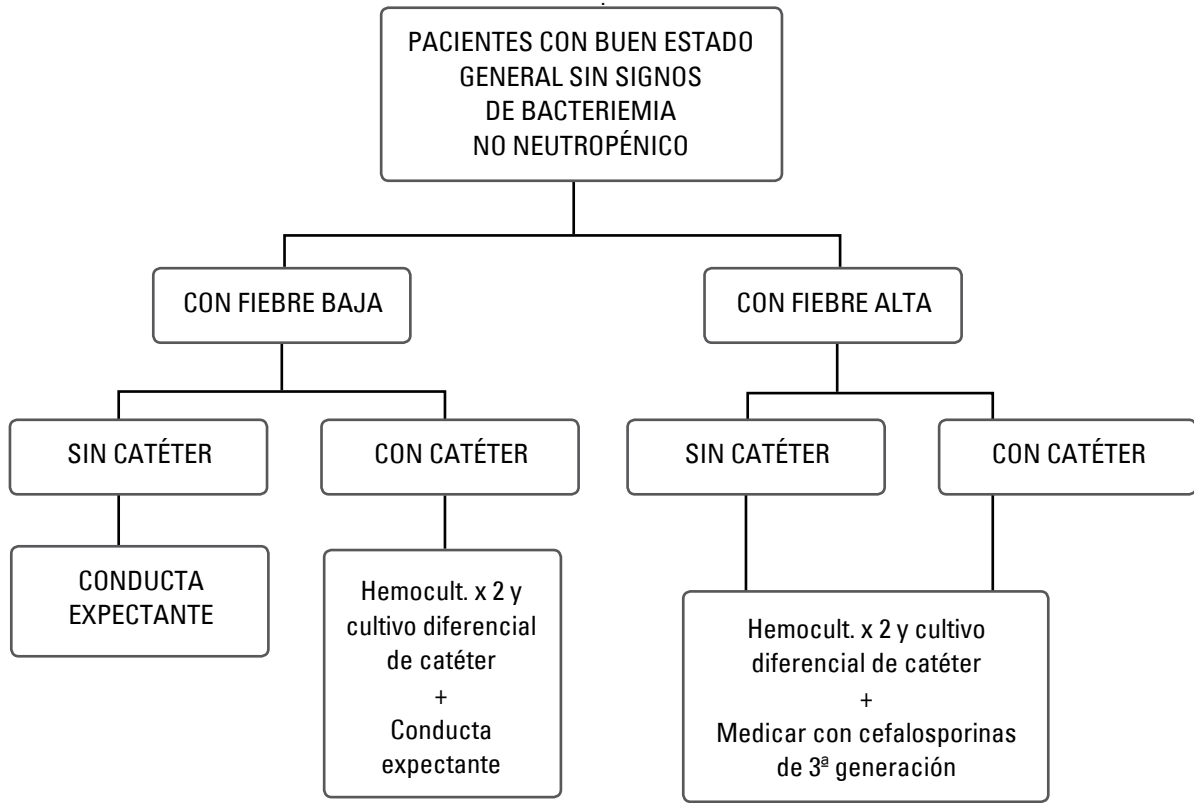 PACIENTES CON BUEN ESTADO
GENERAL SIN SIGNOS
DE BACTERIEMIA
NO NEUTROPÉNICO
CON FIEBRE BAJA
CON FIEBRE ALTA
SIN CATÉTER
CON CATÉTER
SIN CATÉTER
CON CATÉTER
CONDUCTA
EXPECTANTE
Hemocult. x 2 y
cultivo diferencial
de catéter
+
Conducta
expectante
Hemocult. x 2 y cultivo
diferencial de catéter
+
Medicar con cefalosporinas
de 3ª generación